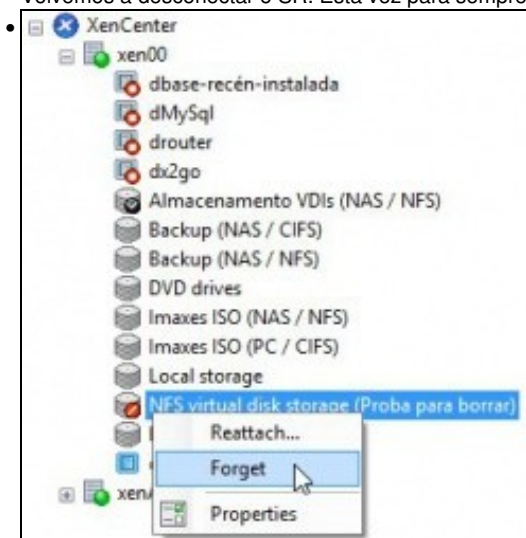 Volvemos a desconectar o SR. Esta vez para sempre
XenCenter
xen00
dbase-recén-instalada
dMySql
drouter
dx2go
Almacenamento VDIs (NAS / NFS)
Backup (NAS / CIFS)
Backup (NAS / NFS)
DVD drives
Imaxes ISO (NAS / NFS)
Imaxes ISO (PC / CIFS)
Local storage
NFS virtual disk storage (Proba para borrar)
Reattach...
Forget
Properties